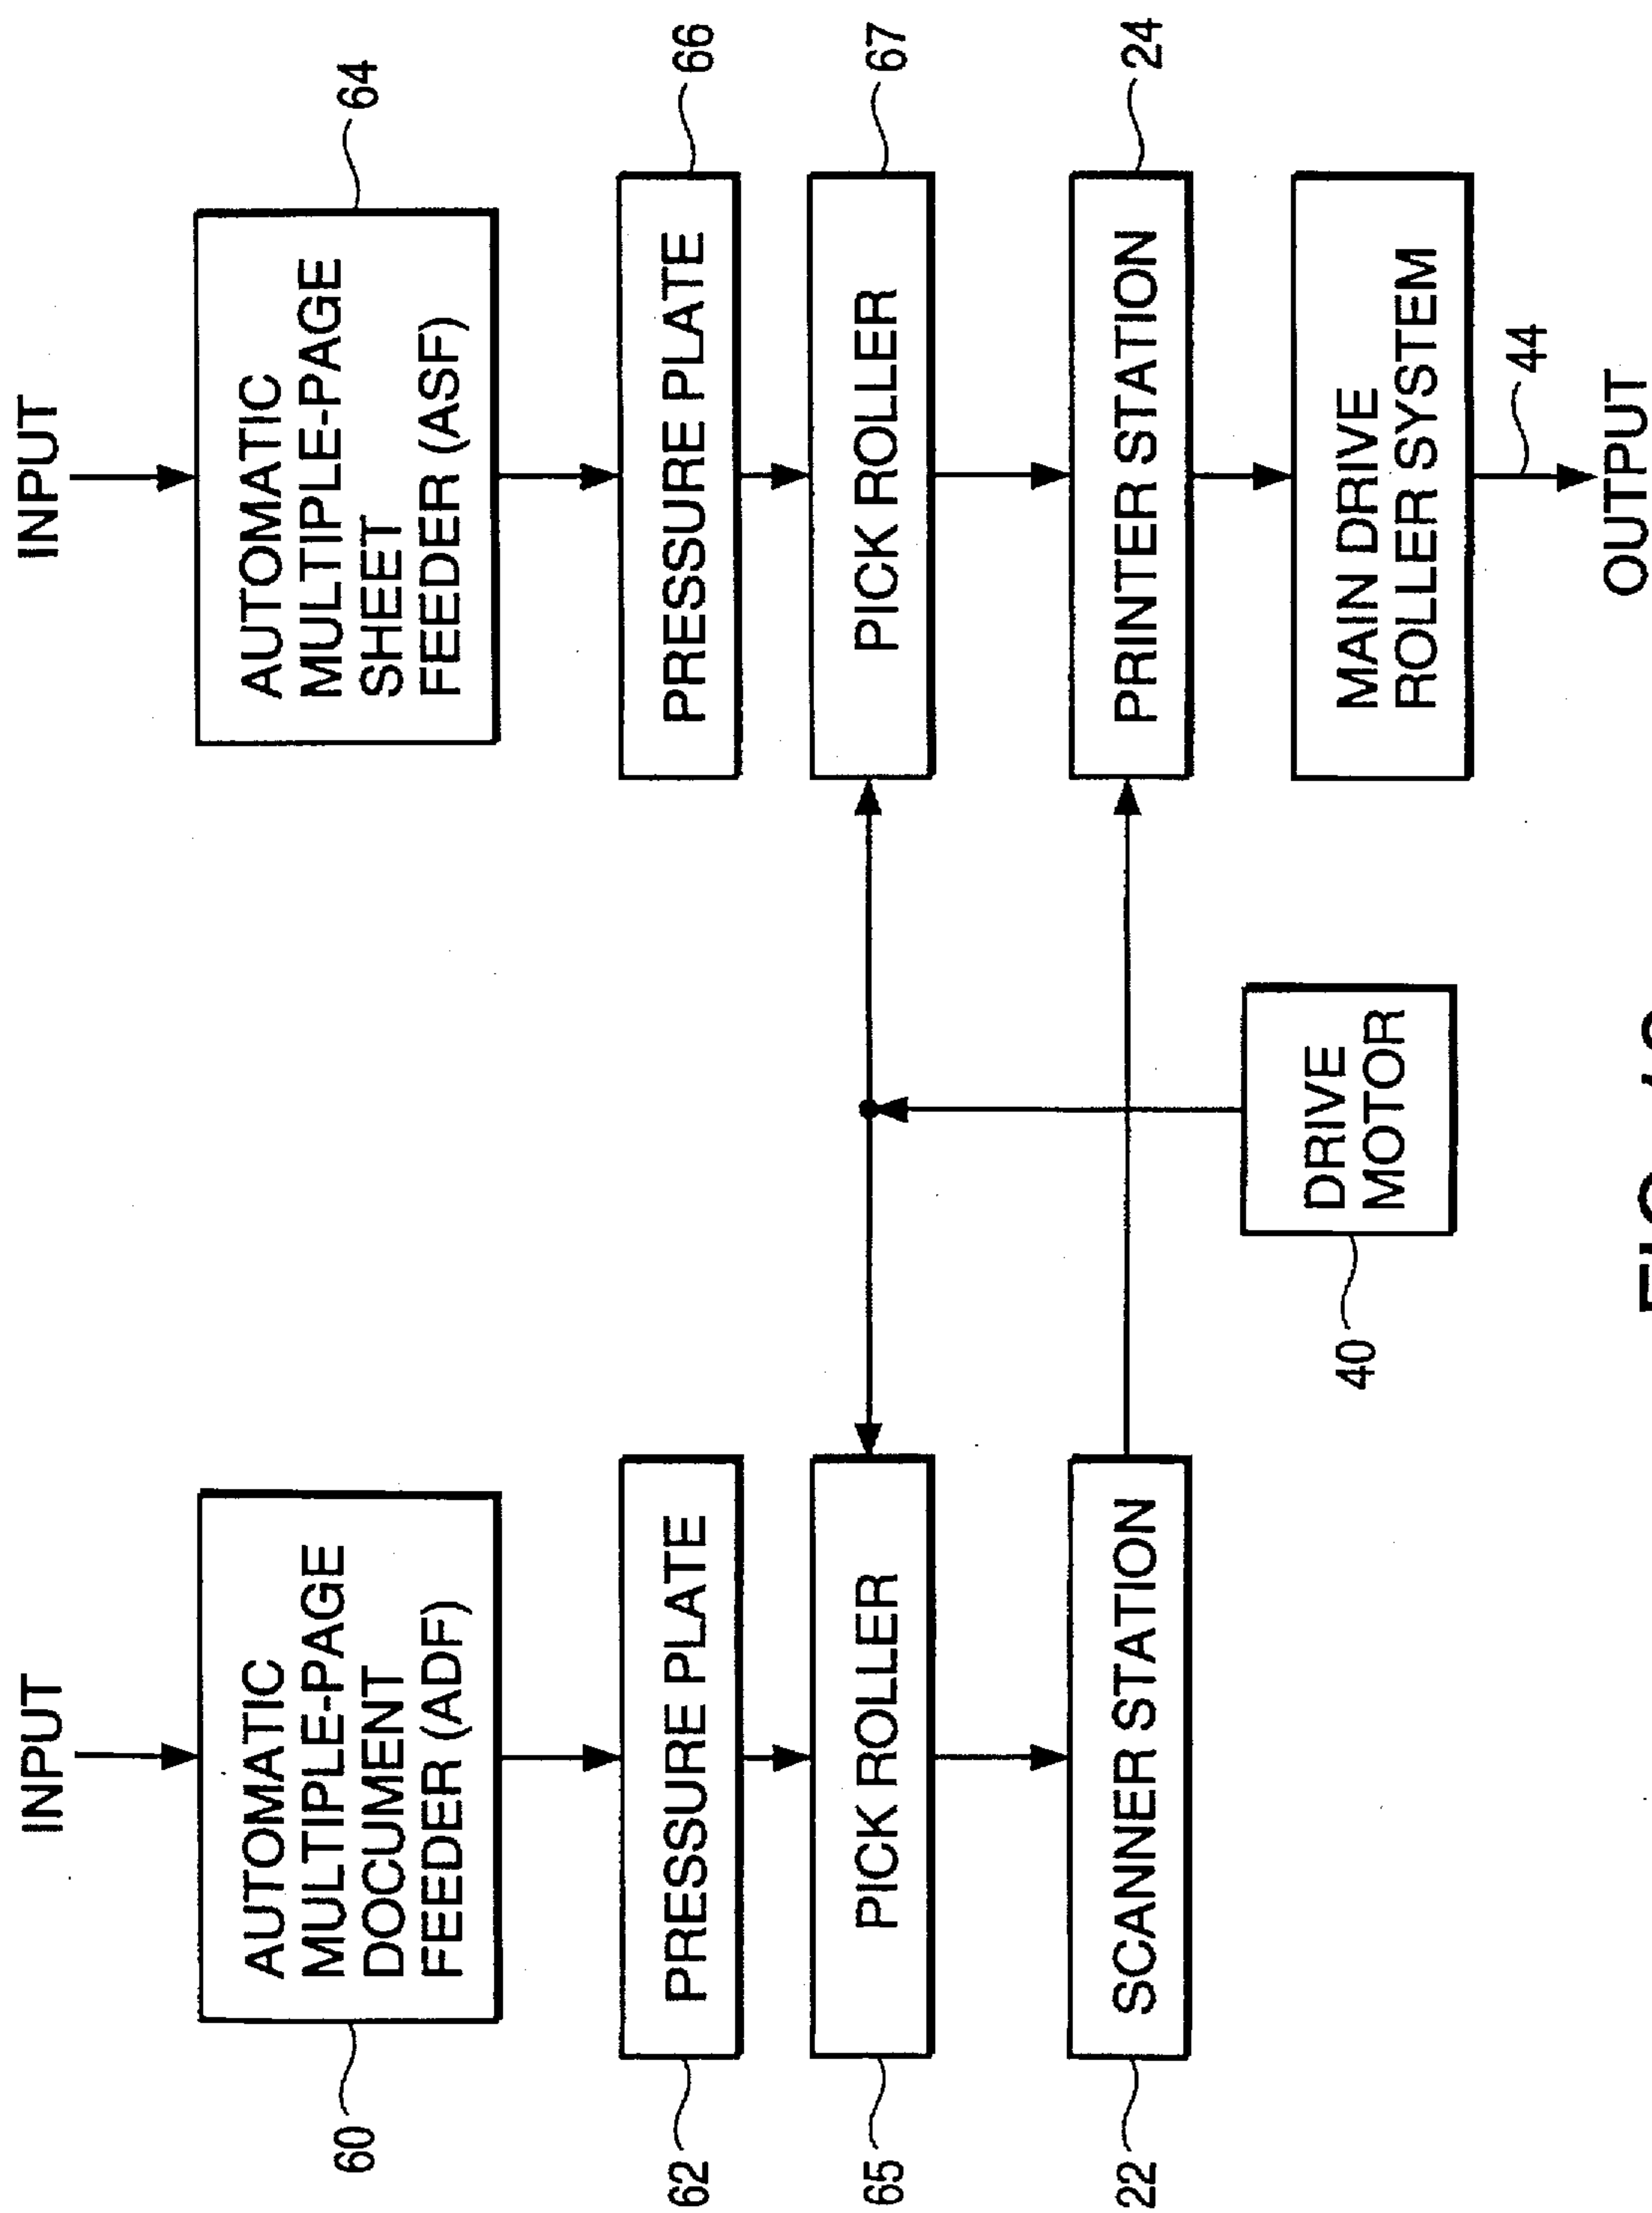 INPUT
AUTOMATIC
MULTIPLE-PAGE
DOCUMENT
FEEDER (ADF)
60
PRESSURE PLATE
62
PICK ROLLER
65
SCANNER STATION
22
DRIVE
MOTOR
40
INPUT
AUTOMATIC
MULTIPLE-PAGE
SHEET
FEEDER (ASF)
64
PRESSURE PLATE
66
PICK ROLLER
67
PRINTER STATION
24
MAIN DRIVE
ROLLER SYSTEM
44
OUTPUT